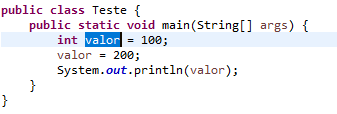 public class Teste {
    public static void main(String[] args) {
        int valor = 100;
        valor = 200;
        System.out.println(valor);
    }
}